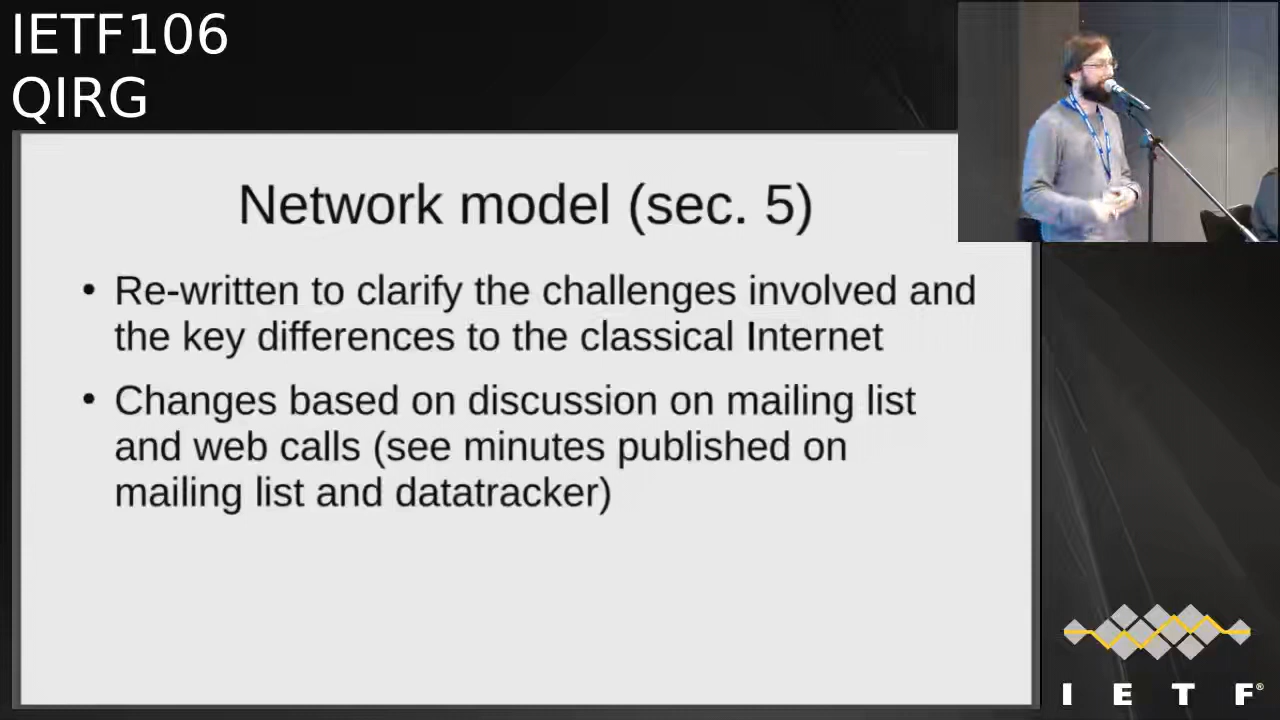 IETF106
QIRG
Network model (sec. 5)
• Re-written to clarify the challenges involved and
the key differences to the classical Internet
• Changes based on discussion on mailing list
and web calls (see minutes published on
mailing list and datatracker)
I E T F®